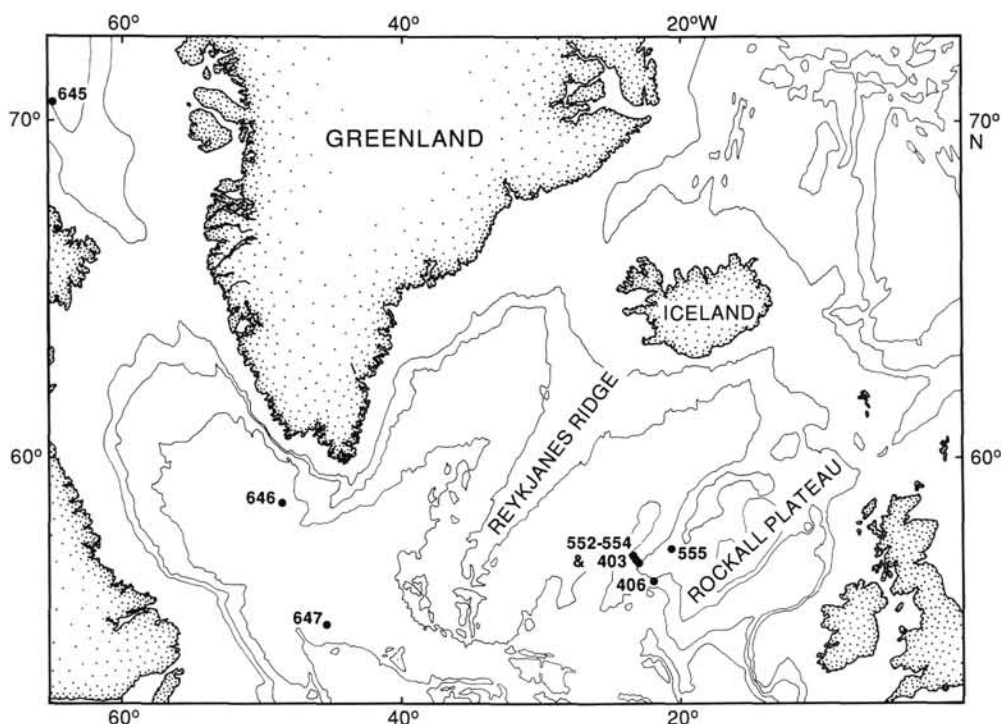 60° 40° 20°W
645
70° 70°
N
GREENLAND
ICELAND
REYKJANES RIDGE
60° 60°
646
ROCKALL PLATEAU
552-554
& 403
555
406
647
60° 40° 20°